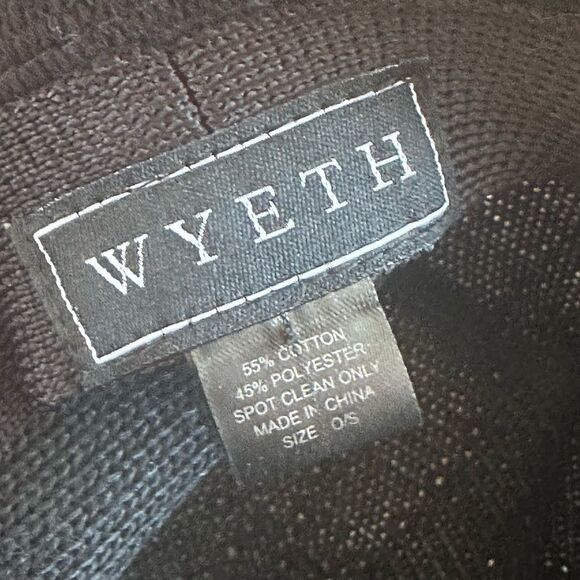 WYETH
55% COTTON
45% POLYESTER
SPOT CLEAN ONLY
MADE IN CHINA
SIZE O/S